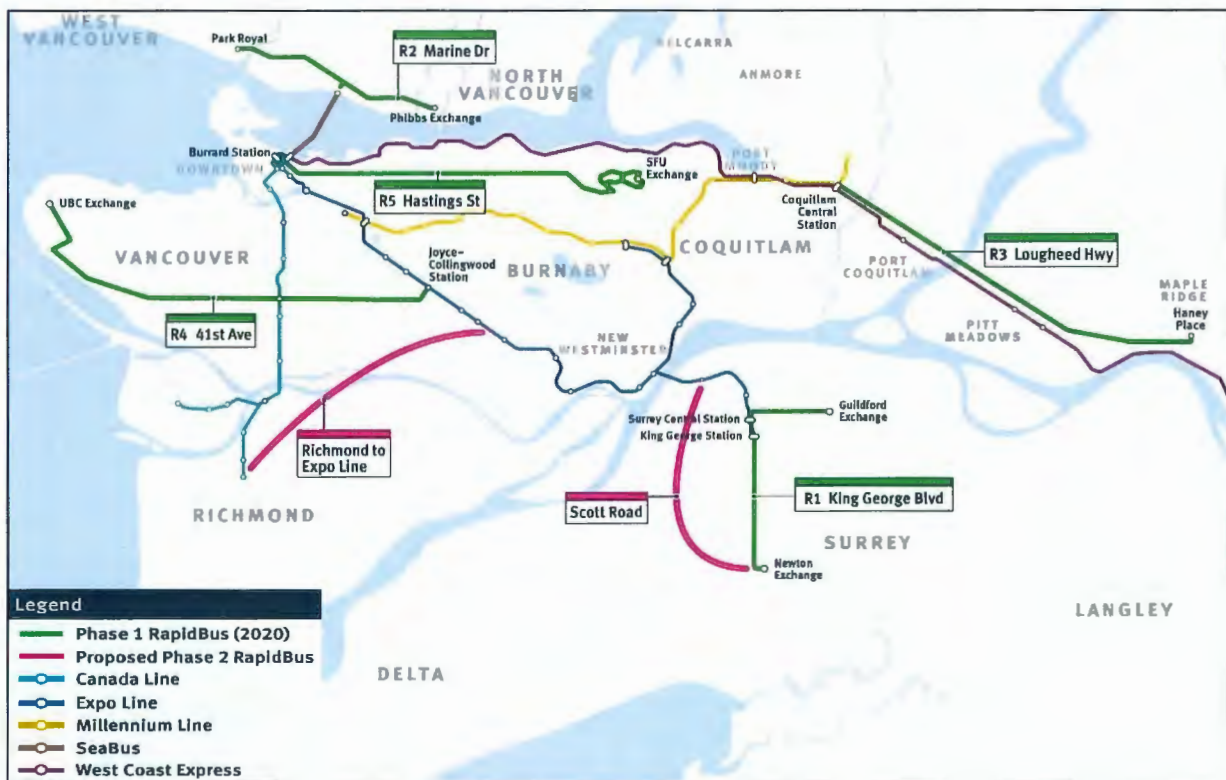 WEST
VANCOUVER
Park Royal
R2 Marine Dr
NORTH
VANCOUVER
Phibbs Exchange
BELCARRA
ANMORE
Burrard Station
DOWNTOWN
R5 Hastings St
SFU
Exchange
PORT
MOODY
Coquitlam
Central
Station
UBC Exchange
VANCOUVER
Joyce-
Collingwood
Station
BURNABY
COQUITLAM
R3 Lougheed Hwy
PORT
COQUITLAM
MAPLE
RIDGE
Haney
Place
R4 41st Ave
PITT
MEADOWS
NEW
WESTMINSTER
Guildford
Exchange
Surrey Central Station
King George Station
Richmond to
Expo Line
RICHMOND
Scott Road
R1 King George Blvd
SURREY
Newton
Exchange
LANGLEY
DELTA
Legend
Phase 1 RapidBus (2020)
Proposed Phase 2 RapidBus
Canada Line
Expo Line
Millennium Line
SeaBus
West Coast Express